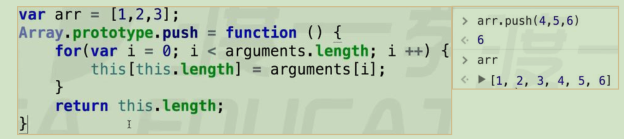 var arr = [1,2,3];
Array.prototype.push = function () {
    for(var i = 0; i < arguments.length; i ++) {
        this[this.length] = arguments[i];
    }
    return this.length;
}
> arr.push(4,5,6)
< 6
> arr
< ▶ [1, 2, 3, 4, 5, 6]